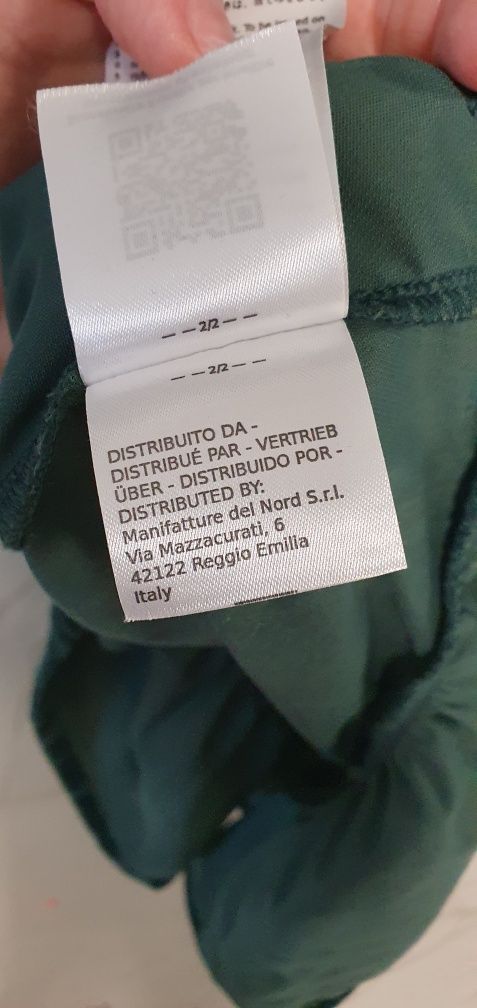 — — 2/2 — —
— — 2/2 — —
DISTRIBUITO DA -
DISTRIBUÉ PAR - VERTRIEB
ÜBER - DISTRIBUIDO POR -
DISTRIBUTED BY:
Manifatture del Nord S.r.l.
Via Mazzacurati, 6
42122 Reggio Emilia
Italy